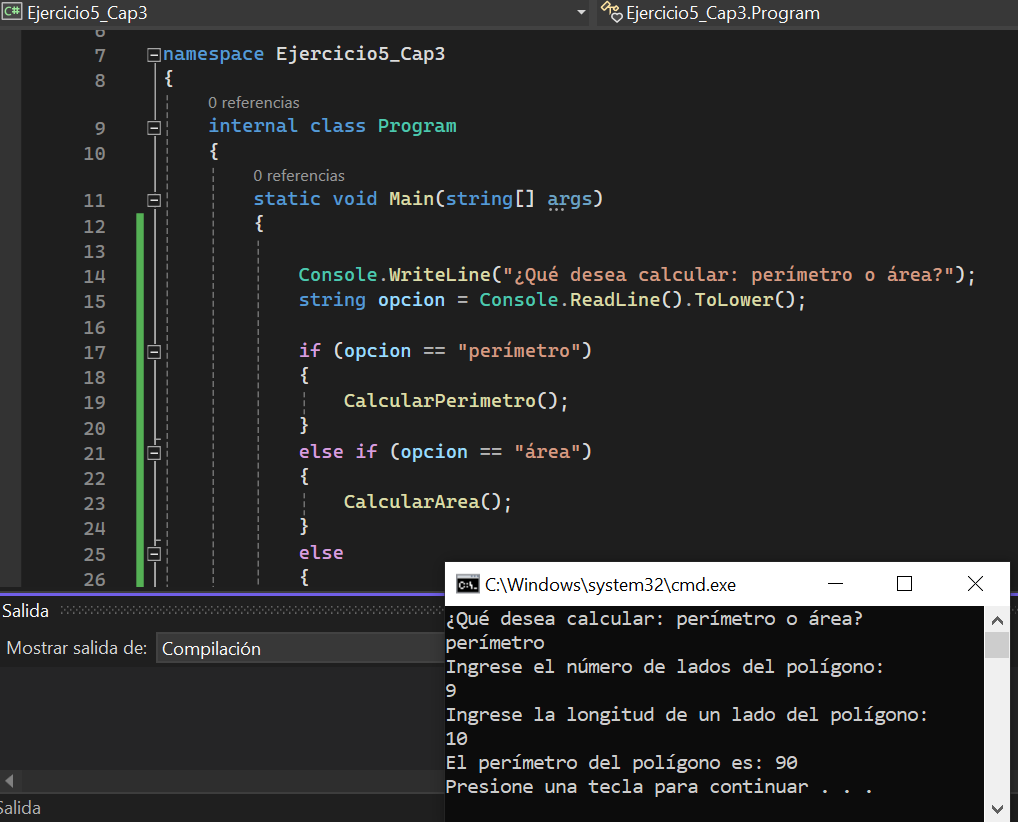 C# Ejercicio5_Cap3
Ejercicio5_Cap3.Program
6
7 namespace Ejercicio5_Cap3
8 {
0 referencias
9 internal class Program
10 {
0 referencias
11 static void Main(string[] args)
12 {
13
14 Console.WriteLine("¿Qué desea calcular: perímetro o área?");
15 string opcion = Console.ReadLine().ToLower();
16
17 if (opcion == "perímetro")
18 {
19 CalcularPerimetro();
20 }
21 else if (opcion == "área")
22 {
23 CalcularArea();
24 }
25 else
26 {
Salida
Mostrar salida de: Compilación
Salida
C:\Windows\system32\cmd.exe
¿Qué desea calcular: perímetro o área?
perímetro
Ingrese el número de lados del polígono:
9
Ingrese la longitud de un lado del polígono:
10
El perímetro del polígono es: 90
Presione una tecla para continuar . . .